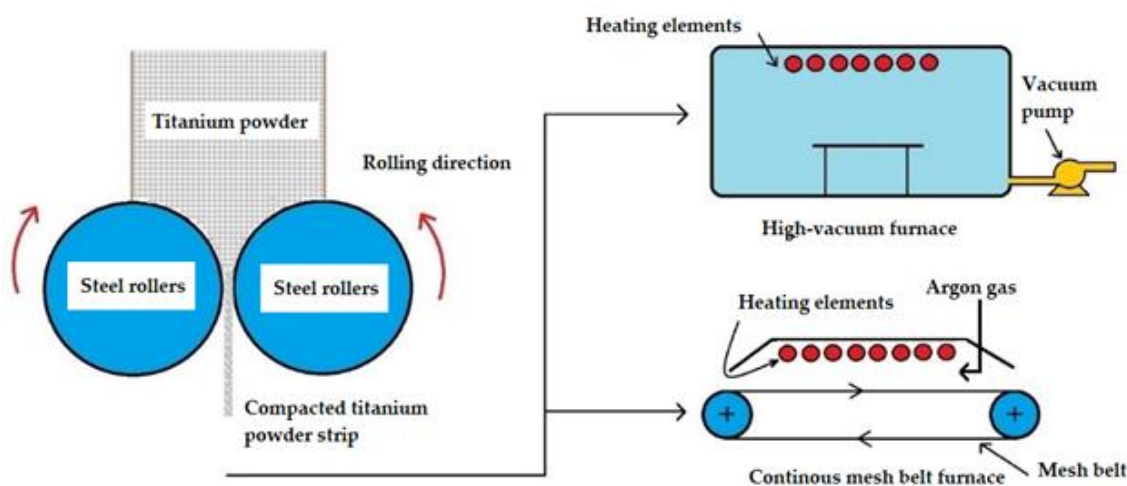 Titanium powder
Rolling direction
Steel rollers
Steel rollers
Compacted titanium
powder strip
Heating elements
Vacuum
pump
High-vacuum furnace
Argon gas
Heating elements
Mesh belt
Continous mesh belt furnace